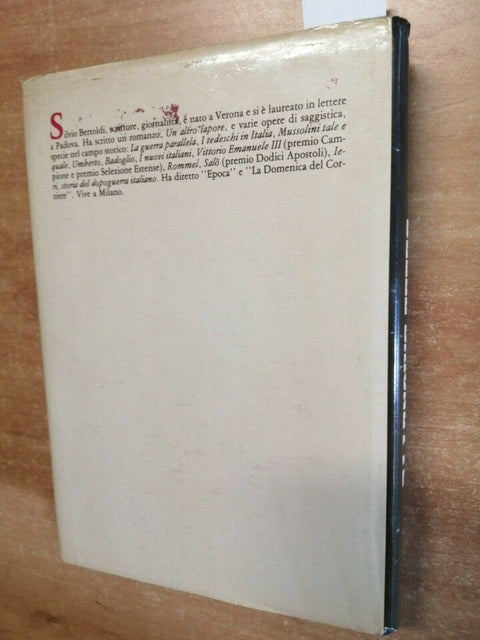 Silvio Bertoldi, scrittore, giornalista, è nato a Verona e si è laureato in lettere
a Padova. Ha scritto un romanzo, Un altro sapore, e varie opere di saggistica,
specie nel campo storico: La guerra parallela, I tedeschi in Italia, Mussolini tale e
quale, Umberto, Badoglio, I nuovi italiani, Vittorio Emanuele III (premio Cam-
pione e premio Selezione Estense), Rommel, Salò (premio Dodici Apostoli), Ie-
ri, storia del dopoguerra italiano. Ha diretto "Epoca" e "La Domenica del Cor-
riere". Vive a Milano.